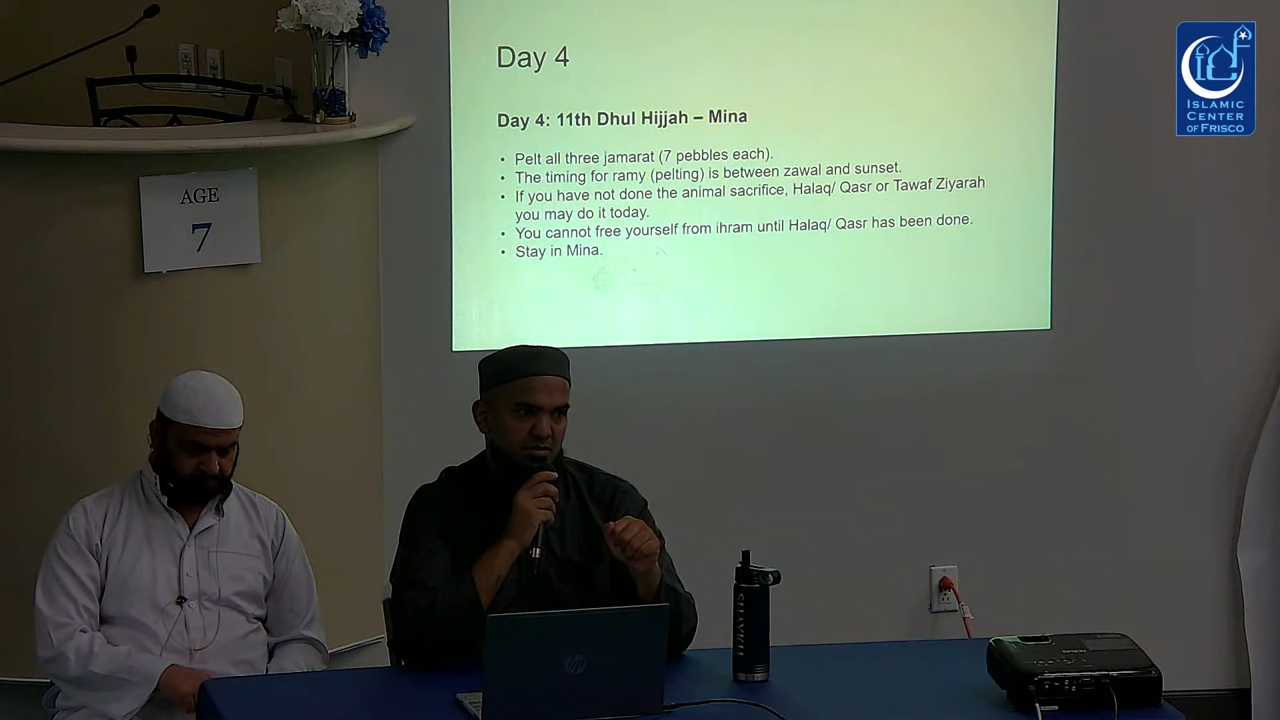 Day 4
Day 4: 11th Dhul Hijjah – Mina
• Pelt all three jamarat (7 pebbles each).
• The timing for ramy (pelting) is between zawal and sunset.
• If you have not done the animal sacrifice, Halaq/ Qasr or Tawaf Ziyarah
you may do it today.
• You cannot free yourself from ihram until Halaq/ Qasr has been done.
• Stay in Mina.
ISLAMIC
CENTER
OF FRISCO
AGE
7
hp
EPSON